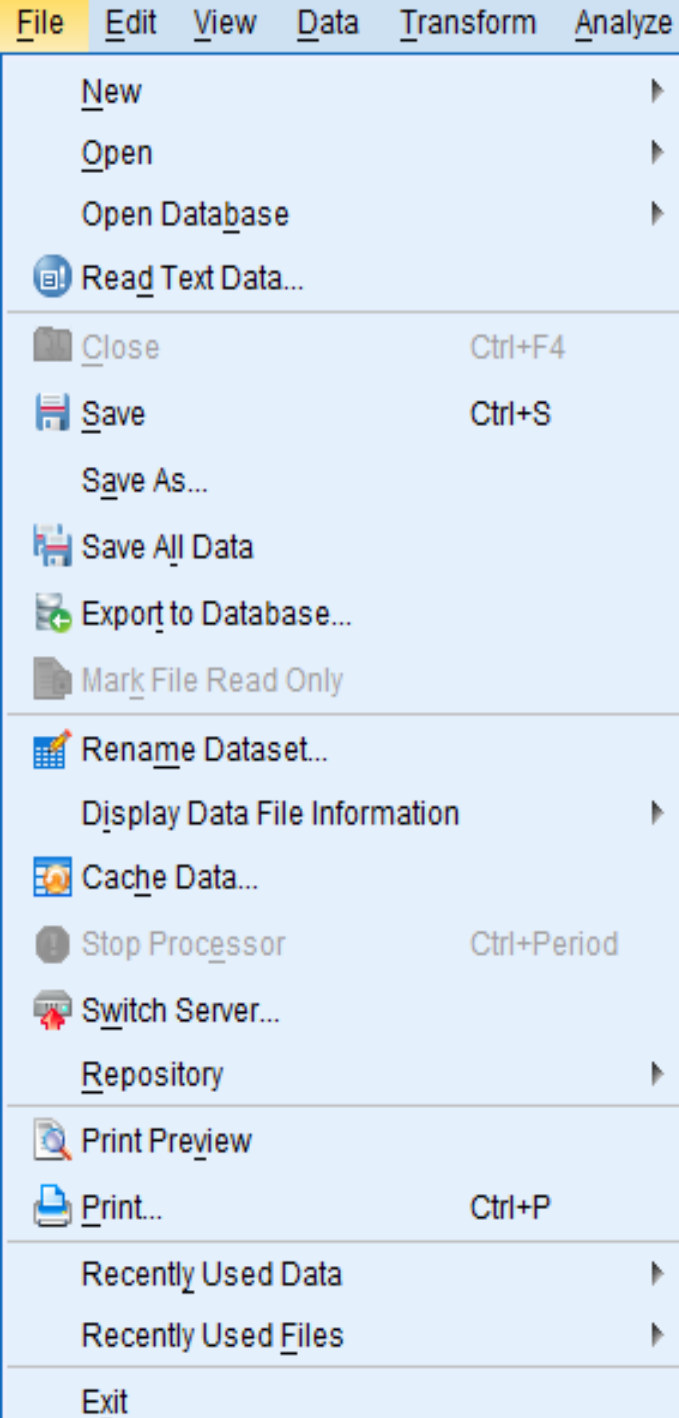 File Edit View Data Transform Analyze
New
Open
Open Database
Read Text Data...
Close Ctrl+F4
Save Ctrl+S
Save As...
Save All Data
Export to Database...
Mark File Read Only
Rename Dataset...
Display Data File Information
Cache Data...
Stop Processor Ctrl+Period
Switch Server...
Repository
Print Preview
Print... Ctrl+P
Recently Used Data
Recently Used Files
Exit